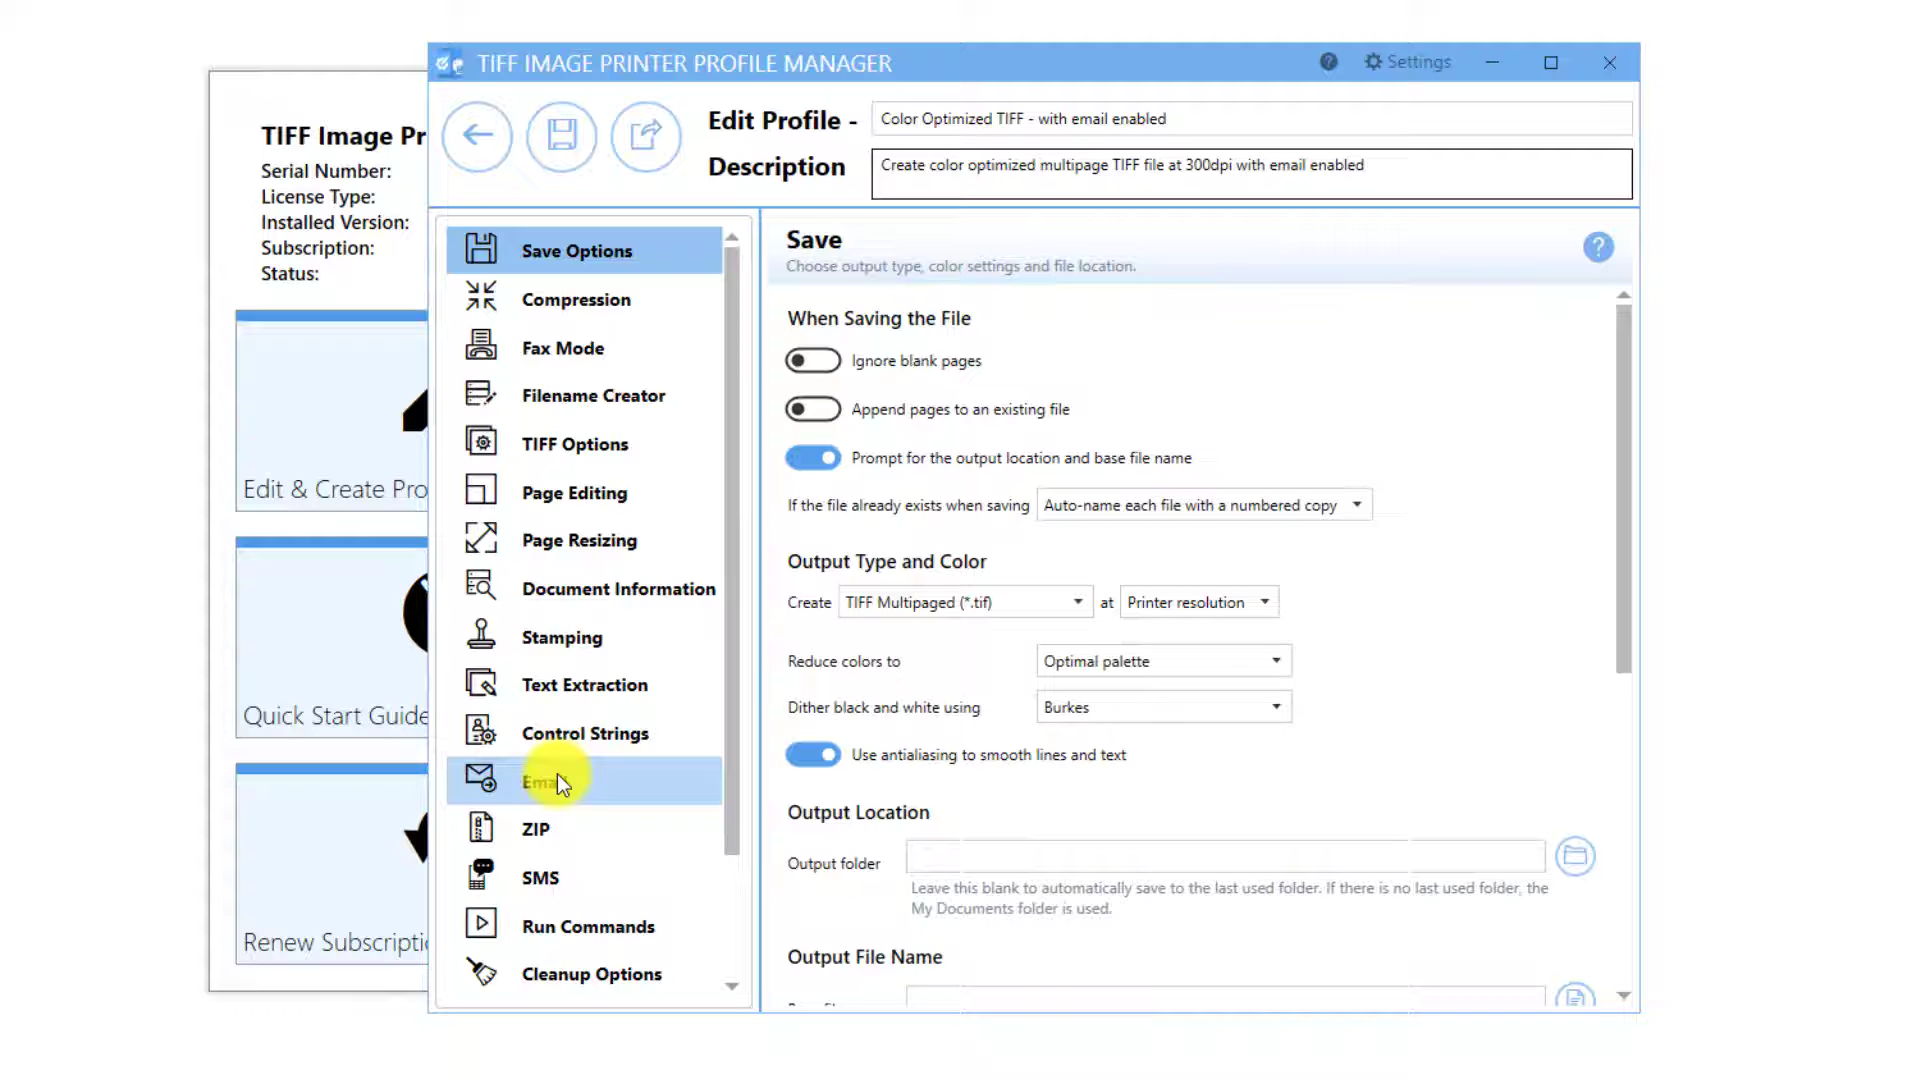 TIFF IMAGE PRINTER PROFILE MANAGER
? Settings
Edit Profile - Color Optimized TIFF - with email enabled
Description Create color optimized multipage TIFF file at 300dpi with email enabled
TIFF Image Pr
Serial Number:
License Type:
Installed Version:
Subscription:
Status:
Edit & Create Pro
Quick Start Guide
Renew Subscripti
Save Options
Compression
Fax Mode
Filename Creator
TIFF Options
Page Editing
Page Resizing
Document Information
Stamping
Text Extraction
Control Strings
Email
ZIP
SMS
Run Commands
Cleanup Options
Save
?
Choose output type, color settings and file location.
When Saving the File
Ignore blank pages
Append pages to an existing file
Prompt for the output location and base file name
If the file already exists when saving Auto-name each file with a numbered copy
Output Type and Color
Create TIFF Multipaged (*.tif) at Printer resolution
Reduce colors to Optimal palette
Dither black and white using Burkes
Use antialiasing to smooth lines and text
Output Location
Output folder
Leave this blank to automatically save to the last used folder. If there is no last used folder, the
My Documents folder is used.
Output File Name